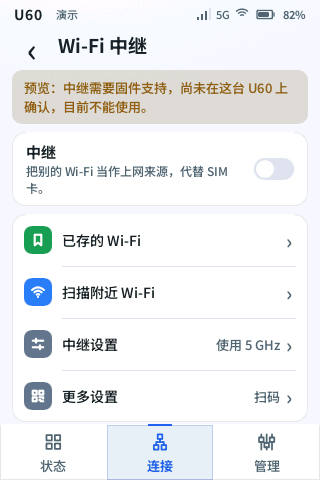 U60 演示 5G 82%
Wi-Fi 中继
预览：中继需要固件支持，尚未在这台 U60 上
确认，目前不能使用。
中继
把别的 Wi-Fi 当作上网来源，代替 SIM
卡。
已存的 Wi-Fi
扫描附近 Wi-Fi
中继设置 使用 5 GHz
更多设置 扫码
状态 连接 管理